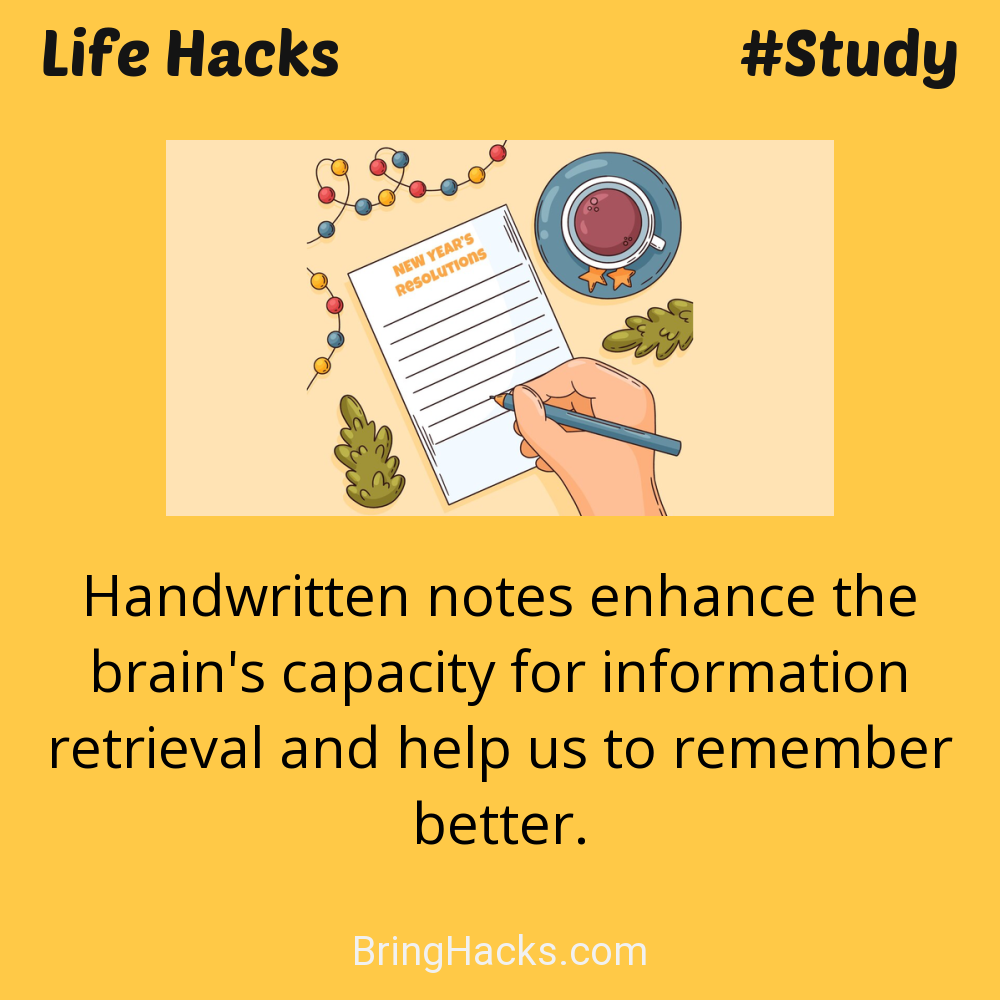 Life Hacks
#Study
NEW YEAR'S
RESOLUTIONS
Handwritten notes enhance the
brain's capacity for information
retrieval and help us to remember
better.
BringHacks.com